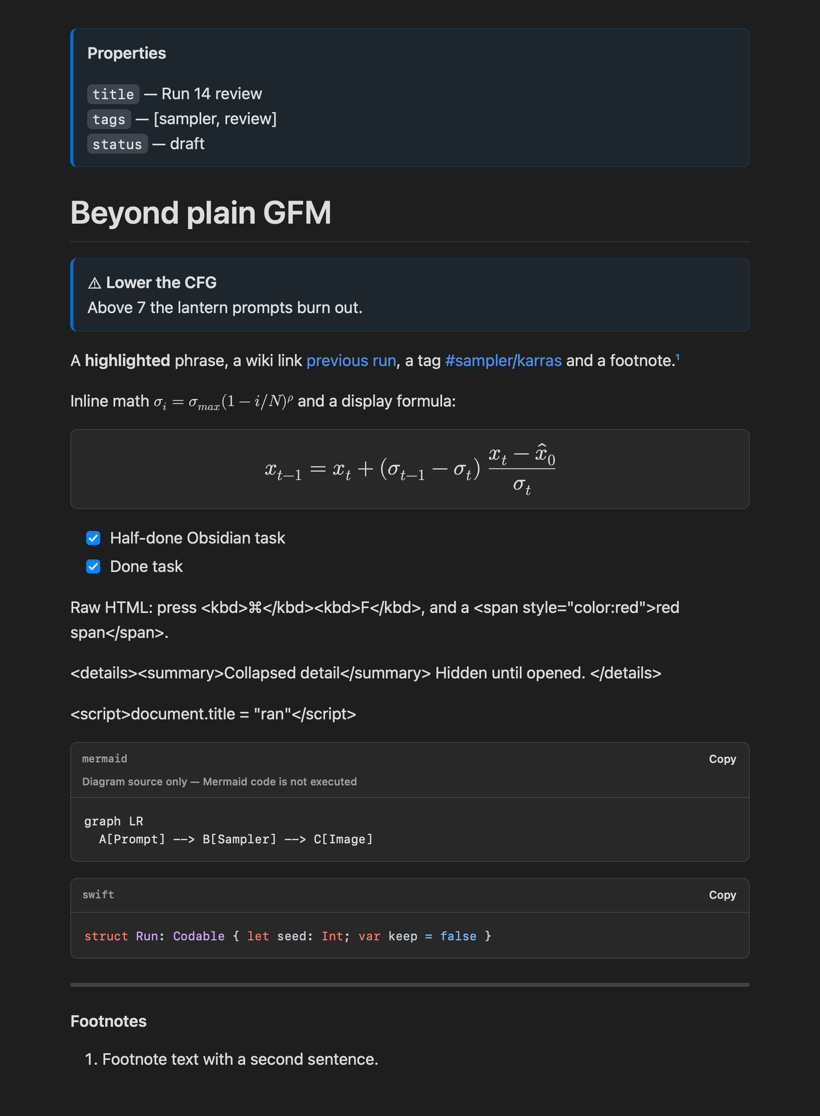 Properties
title — Run 14 review
tags — [sampler, review]
status — draft
Beyond plain GFM
⚠ Lower the CFG
Above 7 the lantern prompts burn out.
A highlighted phrase, a wiki link previous run, a tag #sampler/karras and a footnote.¹
Inline math σᵢ = σₘₐₓ(1 − i/N)ᵖ and a display formula:
x_{t−1} = x_t + (σ_{t−1} − σ_t) (x_t − x̂_0)/σ_t
Half-done Obsidian task
Done task
Raw HTML: press <kbd>⌘</kbd><kbd>F</kbd>, and a <span style="color:red">red
span</span>.
<details><summary>Collapsed detail</summary> Hidden until opened. </details>
<script>document.title = "ran"</script>
mermaid Copy
Diagram source only — Mermaid code is not executed
graph LR
A[Prompt] --> B[Sampler] --> C[Image]
swift Copy
struct Run: Codable { let seed: Int; var keep = false }
Footnotes
1. Footnote text with a second sentence.